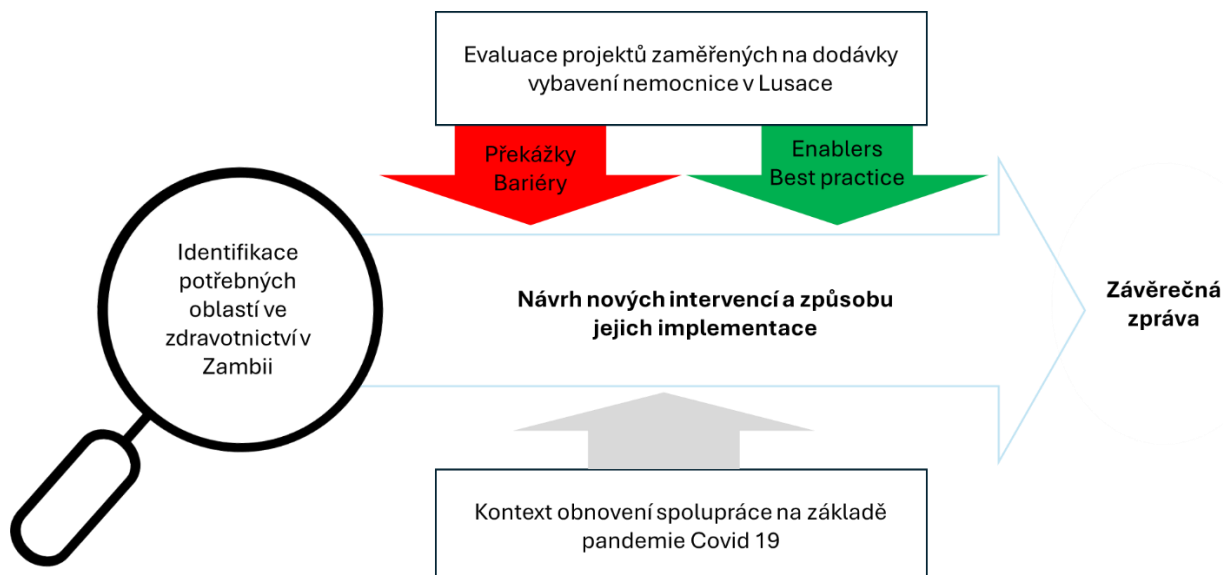 Evaluace projektů zaměřených na dodávky
vybavení nemocnice v Lusace
Překážky
Bariéry
Enablers
Best practice
Identifikace
potřebných
oblastí ve
zdravotnictví v
Zambii
Návrh nových intervencí a způsobu
jejich implementace
Závěrečná
zpráva
Kontext obnovení spolupráce na základě
pandemie Covid 19